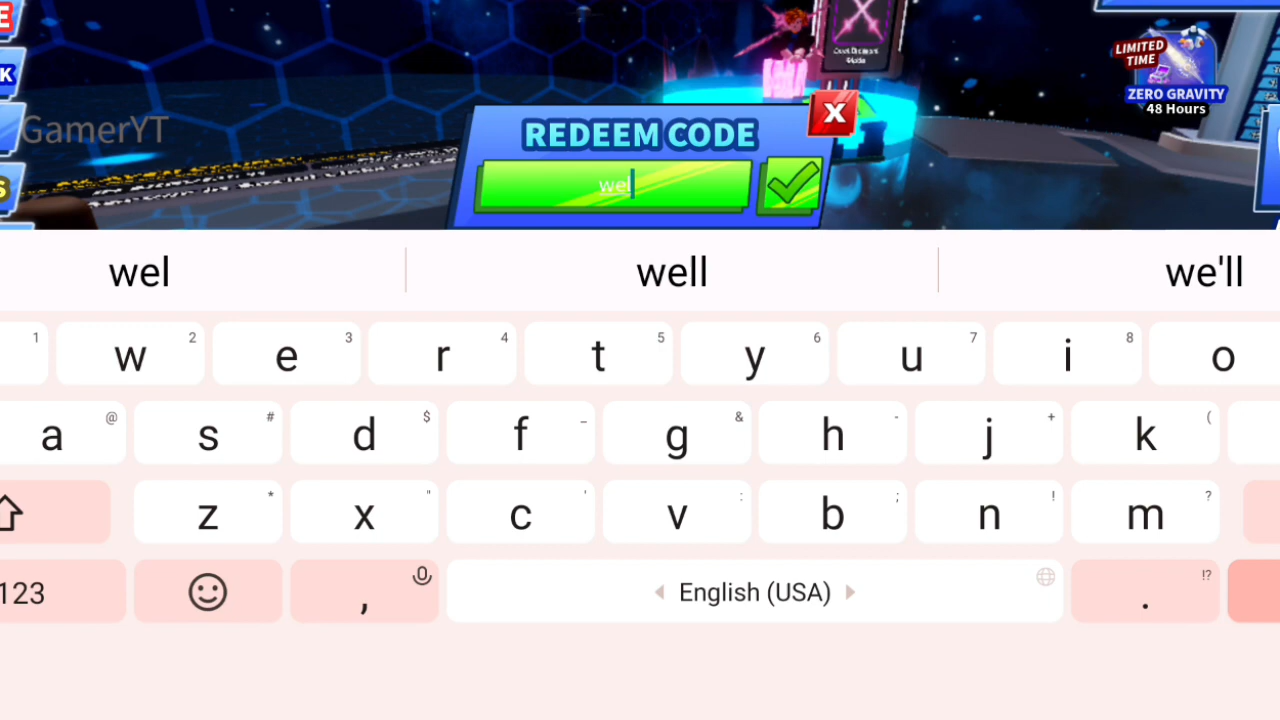 E
K
LIMITED
TIME
ZERO GRAVITY
48 Hours
GamerYT
X
REDEEM CODE
wel
S
wel well we'll
1 w 2 e 3 r 4 t 5 y 6 u 7 i 8 o
a @ s # d $ f _ g & h - j + k (
z * x " c ' v : b ; n ! m ?
123 , English (USA) . !?